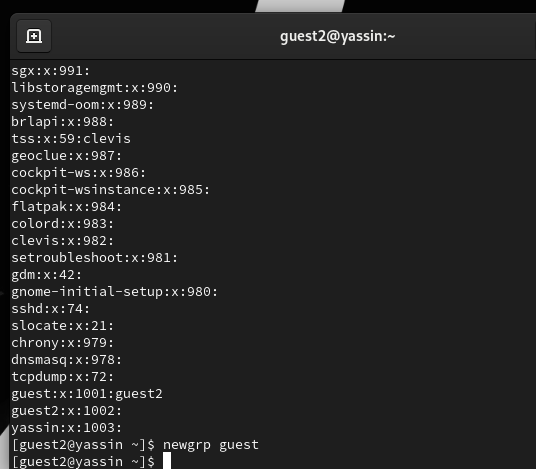 guest2@yassin:~
sgx:x:991:
libstoragemgmt:x:990:
systemd-oom:x:989:
brlapi:x:988:
tss:x:59:clevis
geoclue:x:987:
cockpit-ws:x:986:
cockpit-wsinstance:x:985:
flatpak:x:984:
colord:x:983:
clevis:x:982:
setroubleshoot:x:981:
gdm:x:42:
gnome-initial-setup:x:980:
sshd:x:74:
slocate:x:21:
chrony:x:979:
dnsmasq:x:978:
tcpdump:x:72:
guest:x:1001:guest2
guest2:x:1002:
yassin:x:1003:
[guest2@yassin ~]$ newgrp guest
[guest2@yassin ~]$